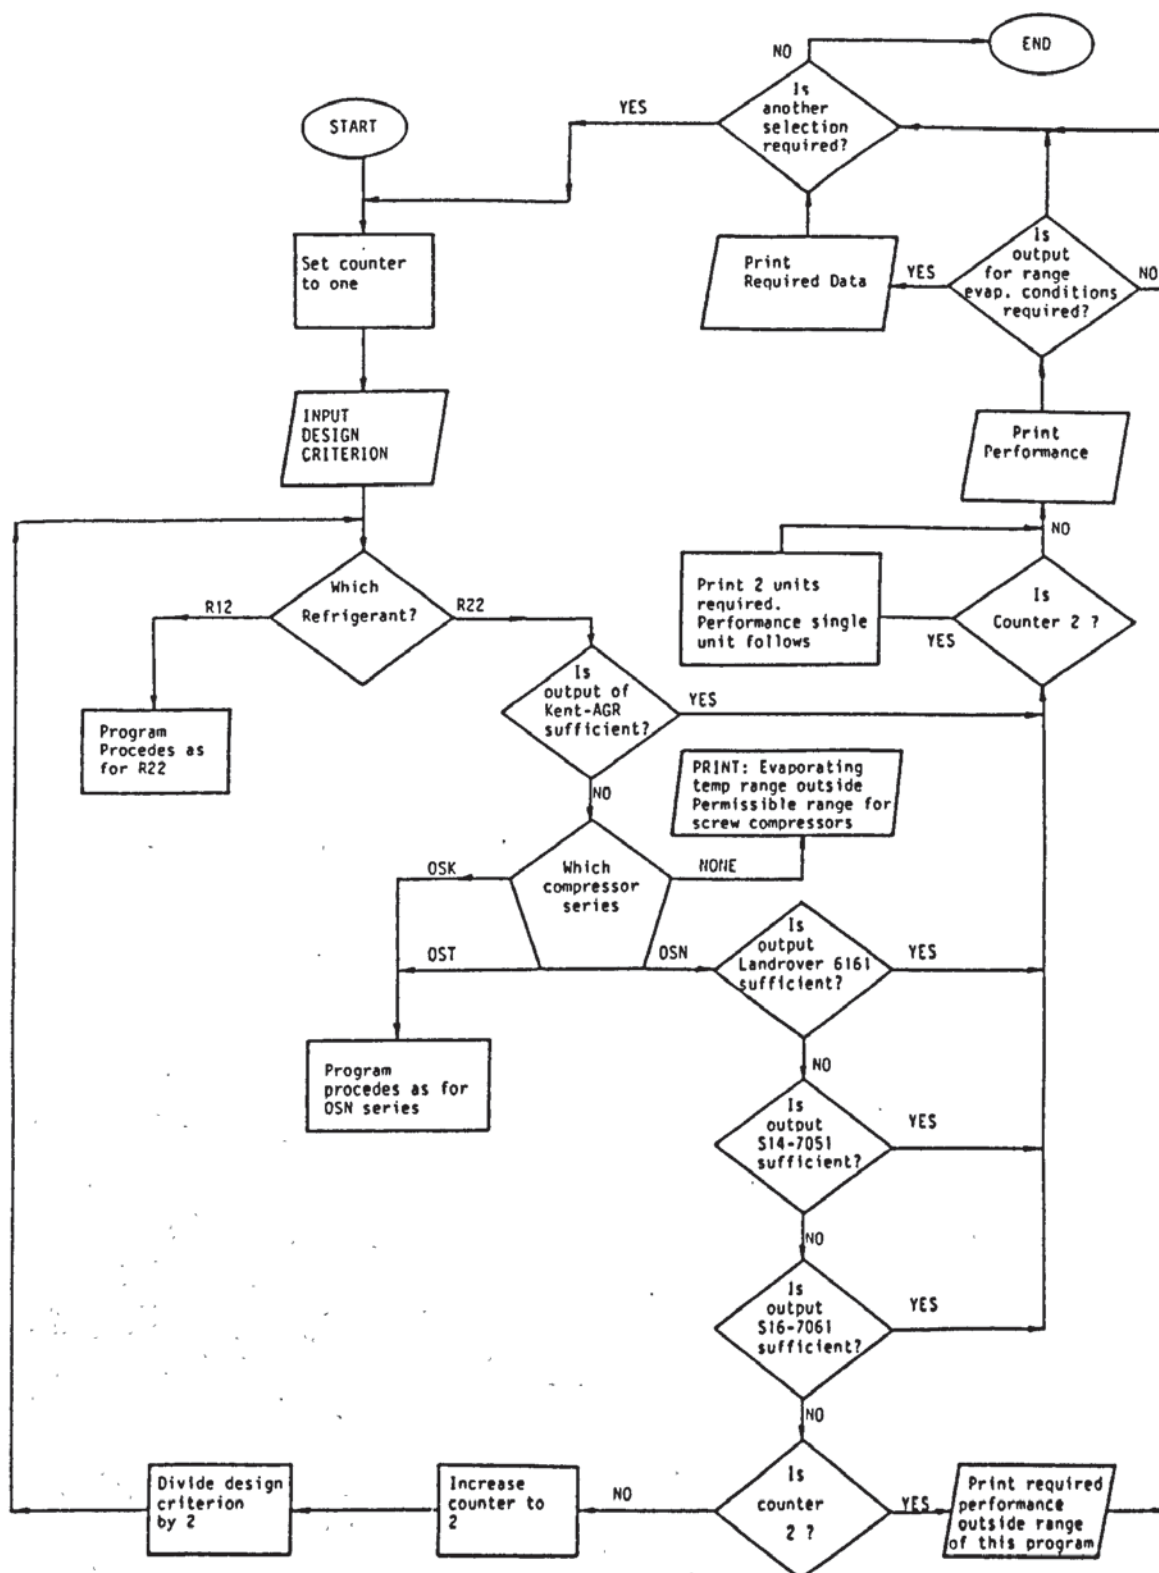 NO
END
Is
another
selection
required?
YES
START
Set counter
to one
Print
Required Data
YES
Is
output
for range
evap. conditions
required?
NO
INPUT
DESIGN
CRITERION
Print
Performance
NO
Which
Refrigerant?
R12
R22
Print 2 units
required.
Performance single
unit follows
YES
Is
Counter 2 ?
Is
output of
Kent-AGR
sufficient?
YES
NO
Program
Procedes as
for R22
PRINT: Evaporating
temp range outside
Permissible range for
screw compressors
Which
compressor
series
OSK
NONE
OST
OSN
Is
output
Landrover 6161
sufficient?
YES
NO
Program
procedes as for
OSN series
Is
output
S14-7051
sufficient?
YES
NO
Is
output
S16-7061
sufficient?
YES
NO
Divide design
criterion
by 2
Increase
counter to
2
NO
Is
counter
2 ?
YES
Print required
performance
outside range
of this program